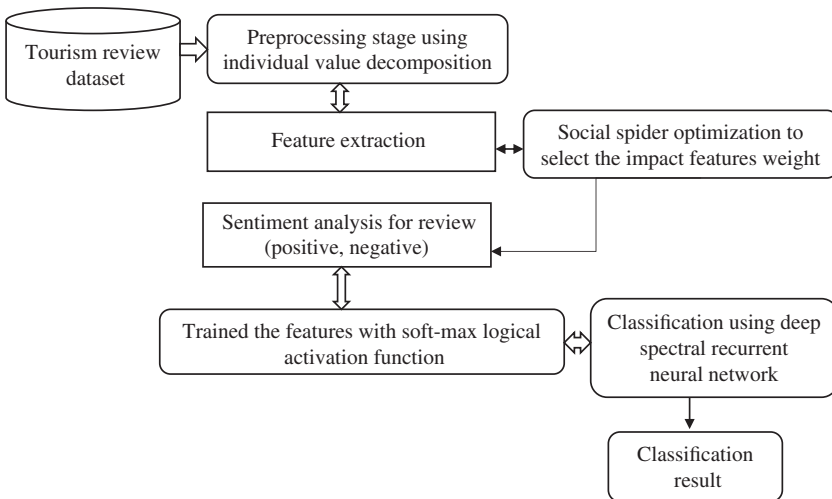 Tourism review
dataset
Preprocessing stage using
individual value decomposition
Feature extraction
Social spider optimization to
select the impact features weight
Sentiment analysis for review
(positive, negative)
Trained the features with soft-max logical
activation function
Classification using deep
spectral recurrent
neural network
Classification
result